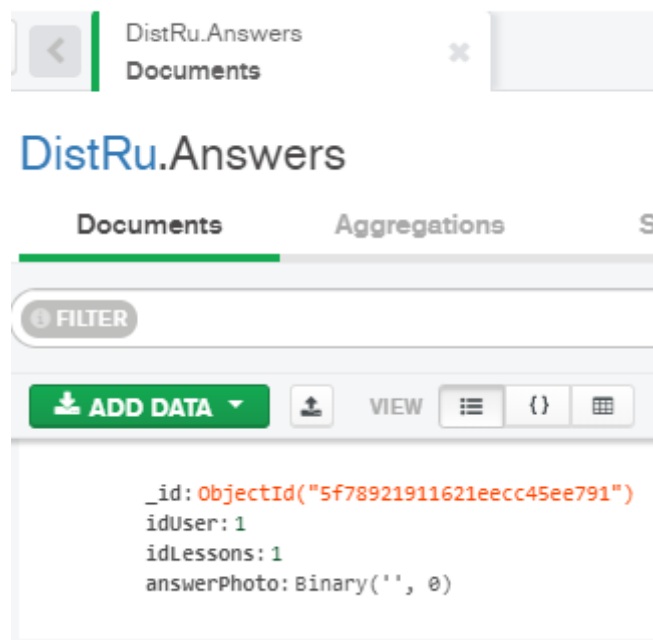 DistRu.Answers
Documents
DistRu.Answers
Documents Aggregations S
FILTER
ADD DATA VIEW {}
_id: ObjectId("5f78921911621eecc45ee791")
idUser: 1
idLessons: 1
answerPhoto: Binary('', 0)